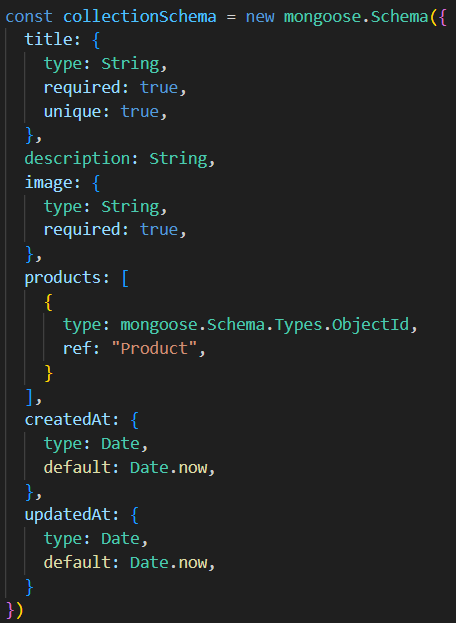 const collectionSchema = new mongoose.Schema({
  title: {
    type: String,
    required: true,
    unique: true,
  },
  description: String,
  image: {
    type: String,
    required: true,
  },
  products: [
    {
      type: mongoose.Schema.Types.ObjectId,
      ref: "Product",
    }
  ],
  createdAt: {
    type: Date,
    default: Date.now,
  },
  updatedAt: {
    type: Date,
    default: Date.now,
  }
})